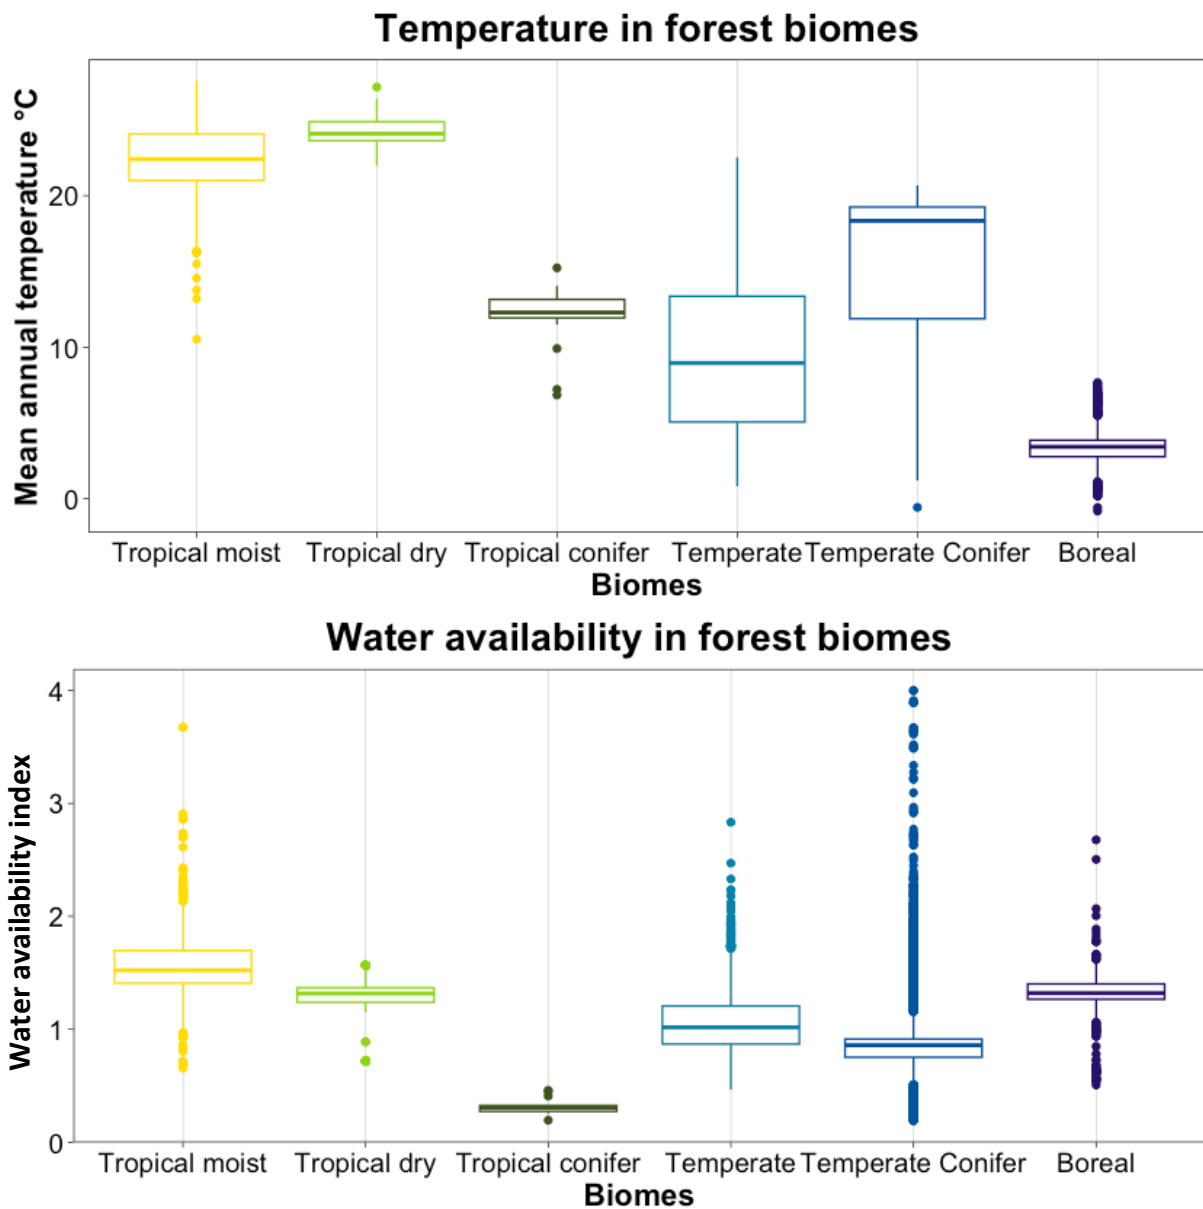 Temperature in forest biomes
Mean annual temperature °C
20
10
0
Tropical moist Tropical dry Tropical conifer Temperate Temperate Conifer Boreal
Biomes
Water availability in forest biomes
Water availability index
4
3
2
1
0
Tropical moist Tropical dry Tropical conifer Temperate Temperate Conifer Boreal
Biomes